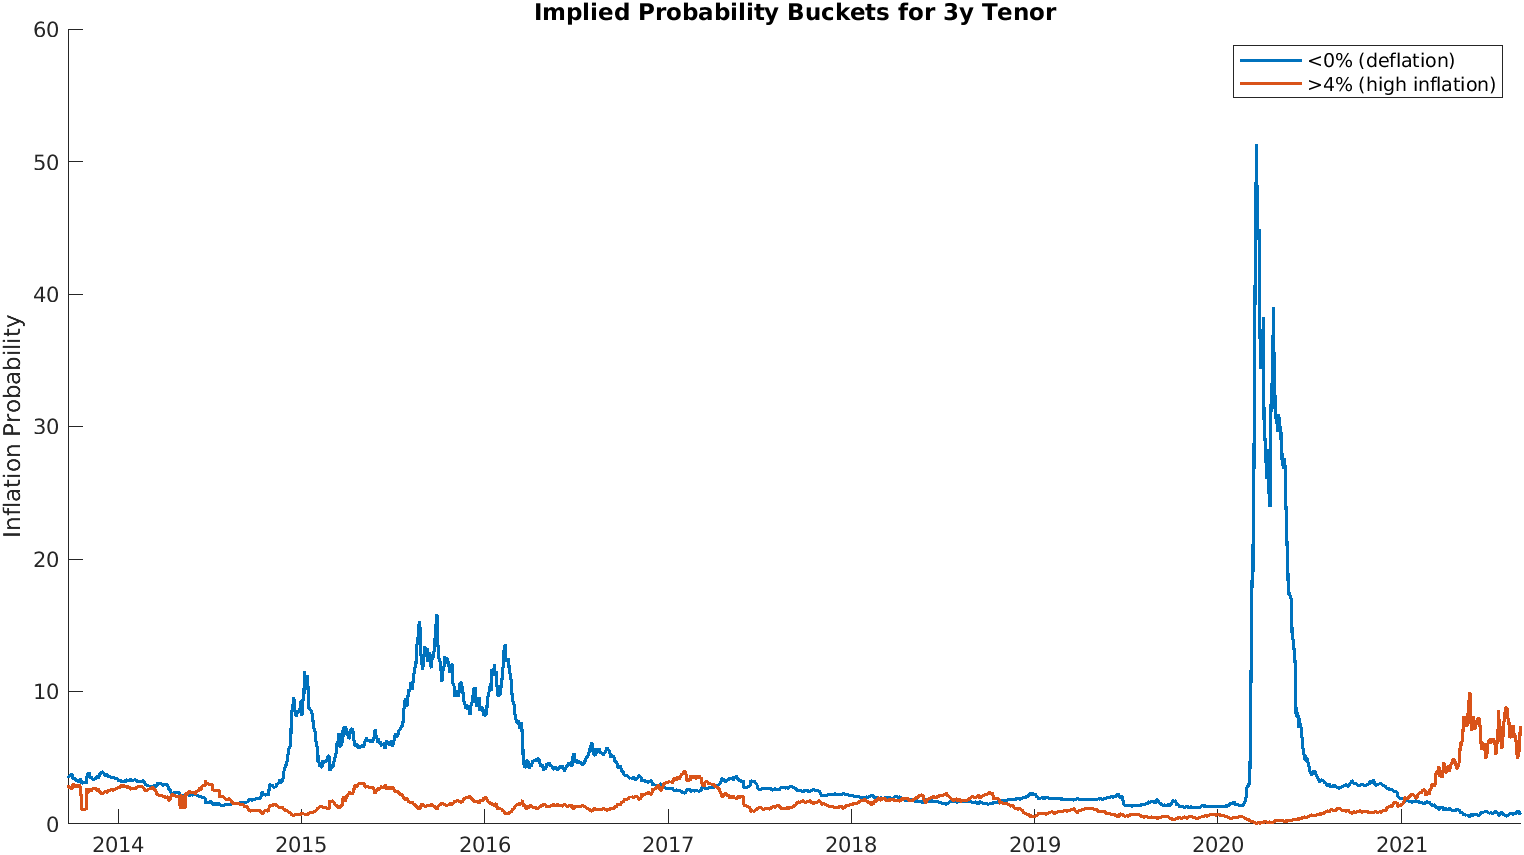 Implied Probability Buckets for 3y Tenor
<0% (deflation)
>4% (high inflation)
Inflation Probability
60
50
40
30
20
10
0
2014 2015 2016 2017 2018 2019 2020 2021